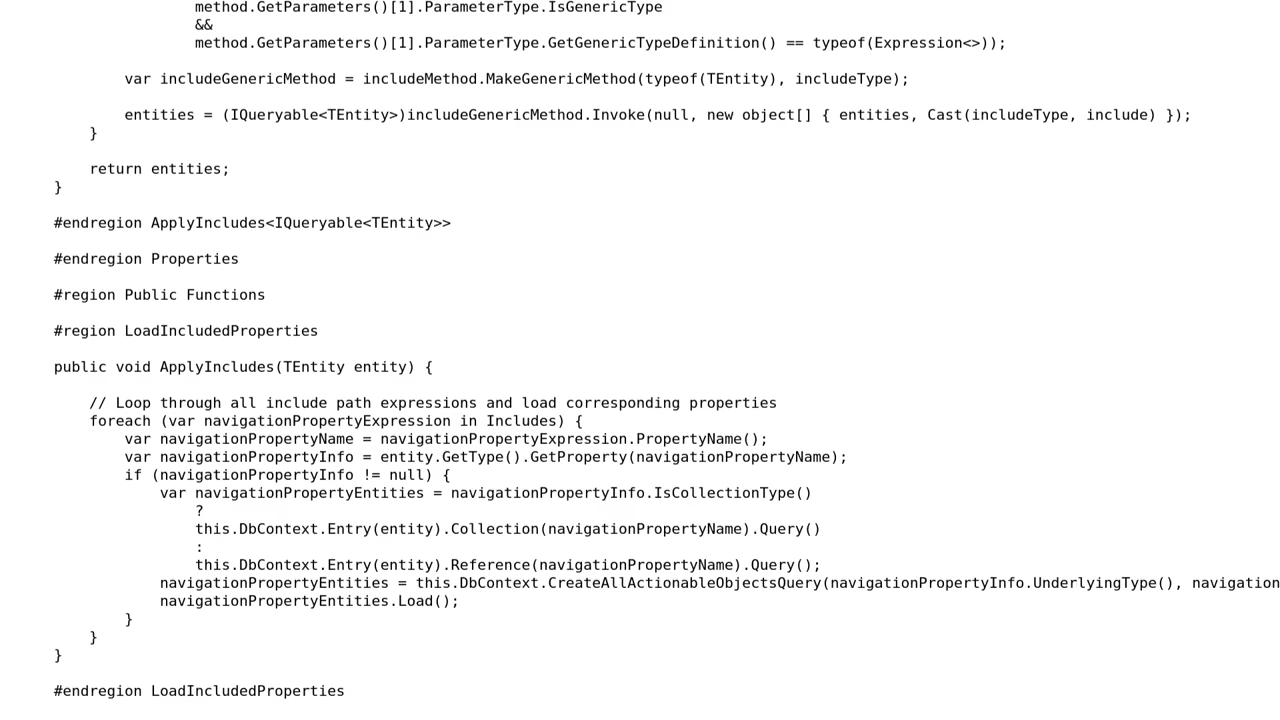 method.GetParameters()[1].ParameterType.IsGenericType
&&
method.GetParameters()[1].ParameterType.GetGenericTypeDefinition() == typeof(Expression<>));
var includeGenericMethod = includeMethod.MakeGenericMethod(typeof(TEntity), includeType);
entities = (IQueryable<TEntity>)includeGenericMethod.Invoke(null, new object[] { entities, Cast(includeType, include) });
}
return entities;
}
#endregion ApplyIncludes<IQueryable<TEntity>>
#endregion Properties
#region Public Functions
#region LoadIncludedProperties
public void ApplyIncludes(TEntity entity) {
// Loop through all include path expressions and load corresponding properties
foreach (var navigationPropertyExpression in Includes) {
var navigationPropertyName = navigationPropertyExpression.PropertyName();
var navigationPropertyInfo = entity.GetType().GetProperty(navigationPropertyName);
if (navigationPropertyInfo != null) {
var navigationPropertyEntities = navigationPropertyInfo.IsCollectionType()
?
this.DbContext.Entry(entity).Collection(navigationPropertyName).Query()
:
this.DbContext.Entry(entity).Reference(navigationPropertyName).Query();
navigationPropertyEntities = this.DbContext.CreateAllActionableObjectsQuery(navigationPropertyInfo.UnderlyingType(), navigation
navigationPropertyEntities.Load();
}
}
}
#endregion LoadIncludedProperties